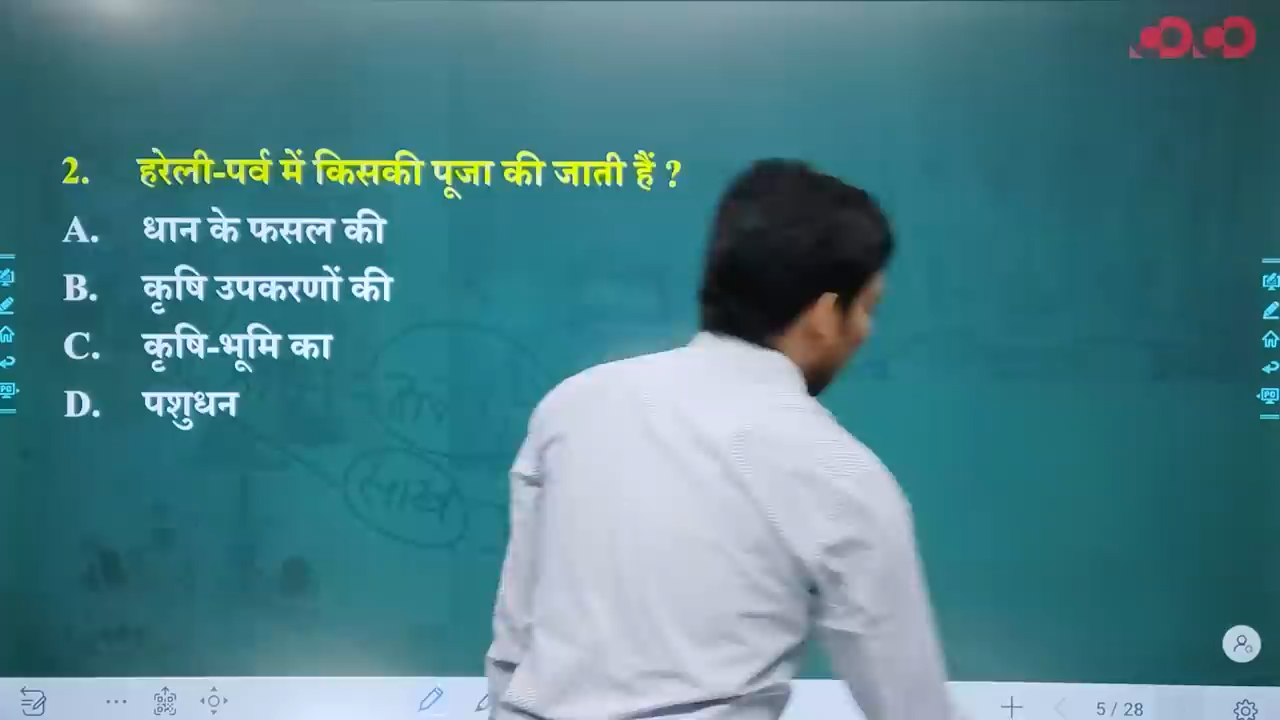 2. हरेली-पर्व में किसकी पूजा की जाती हैं ?
A. धान के फसल की
B. कृषि उपकरणों की
C. कृषि-भूमि का
D. पशुधन
5 / 28